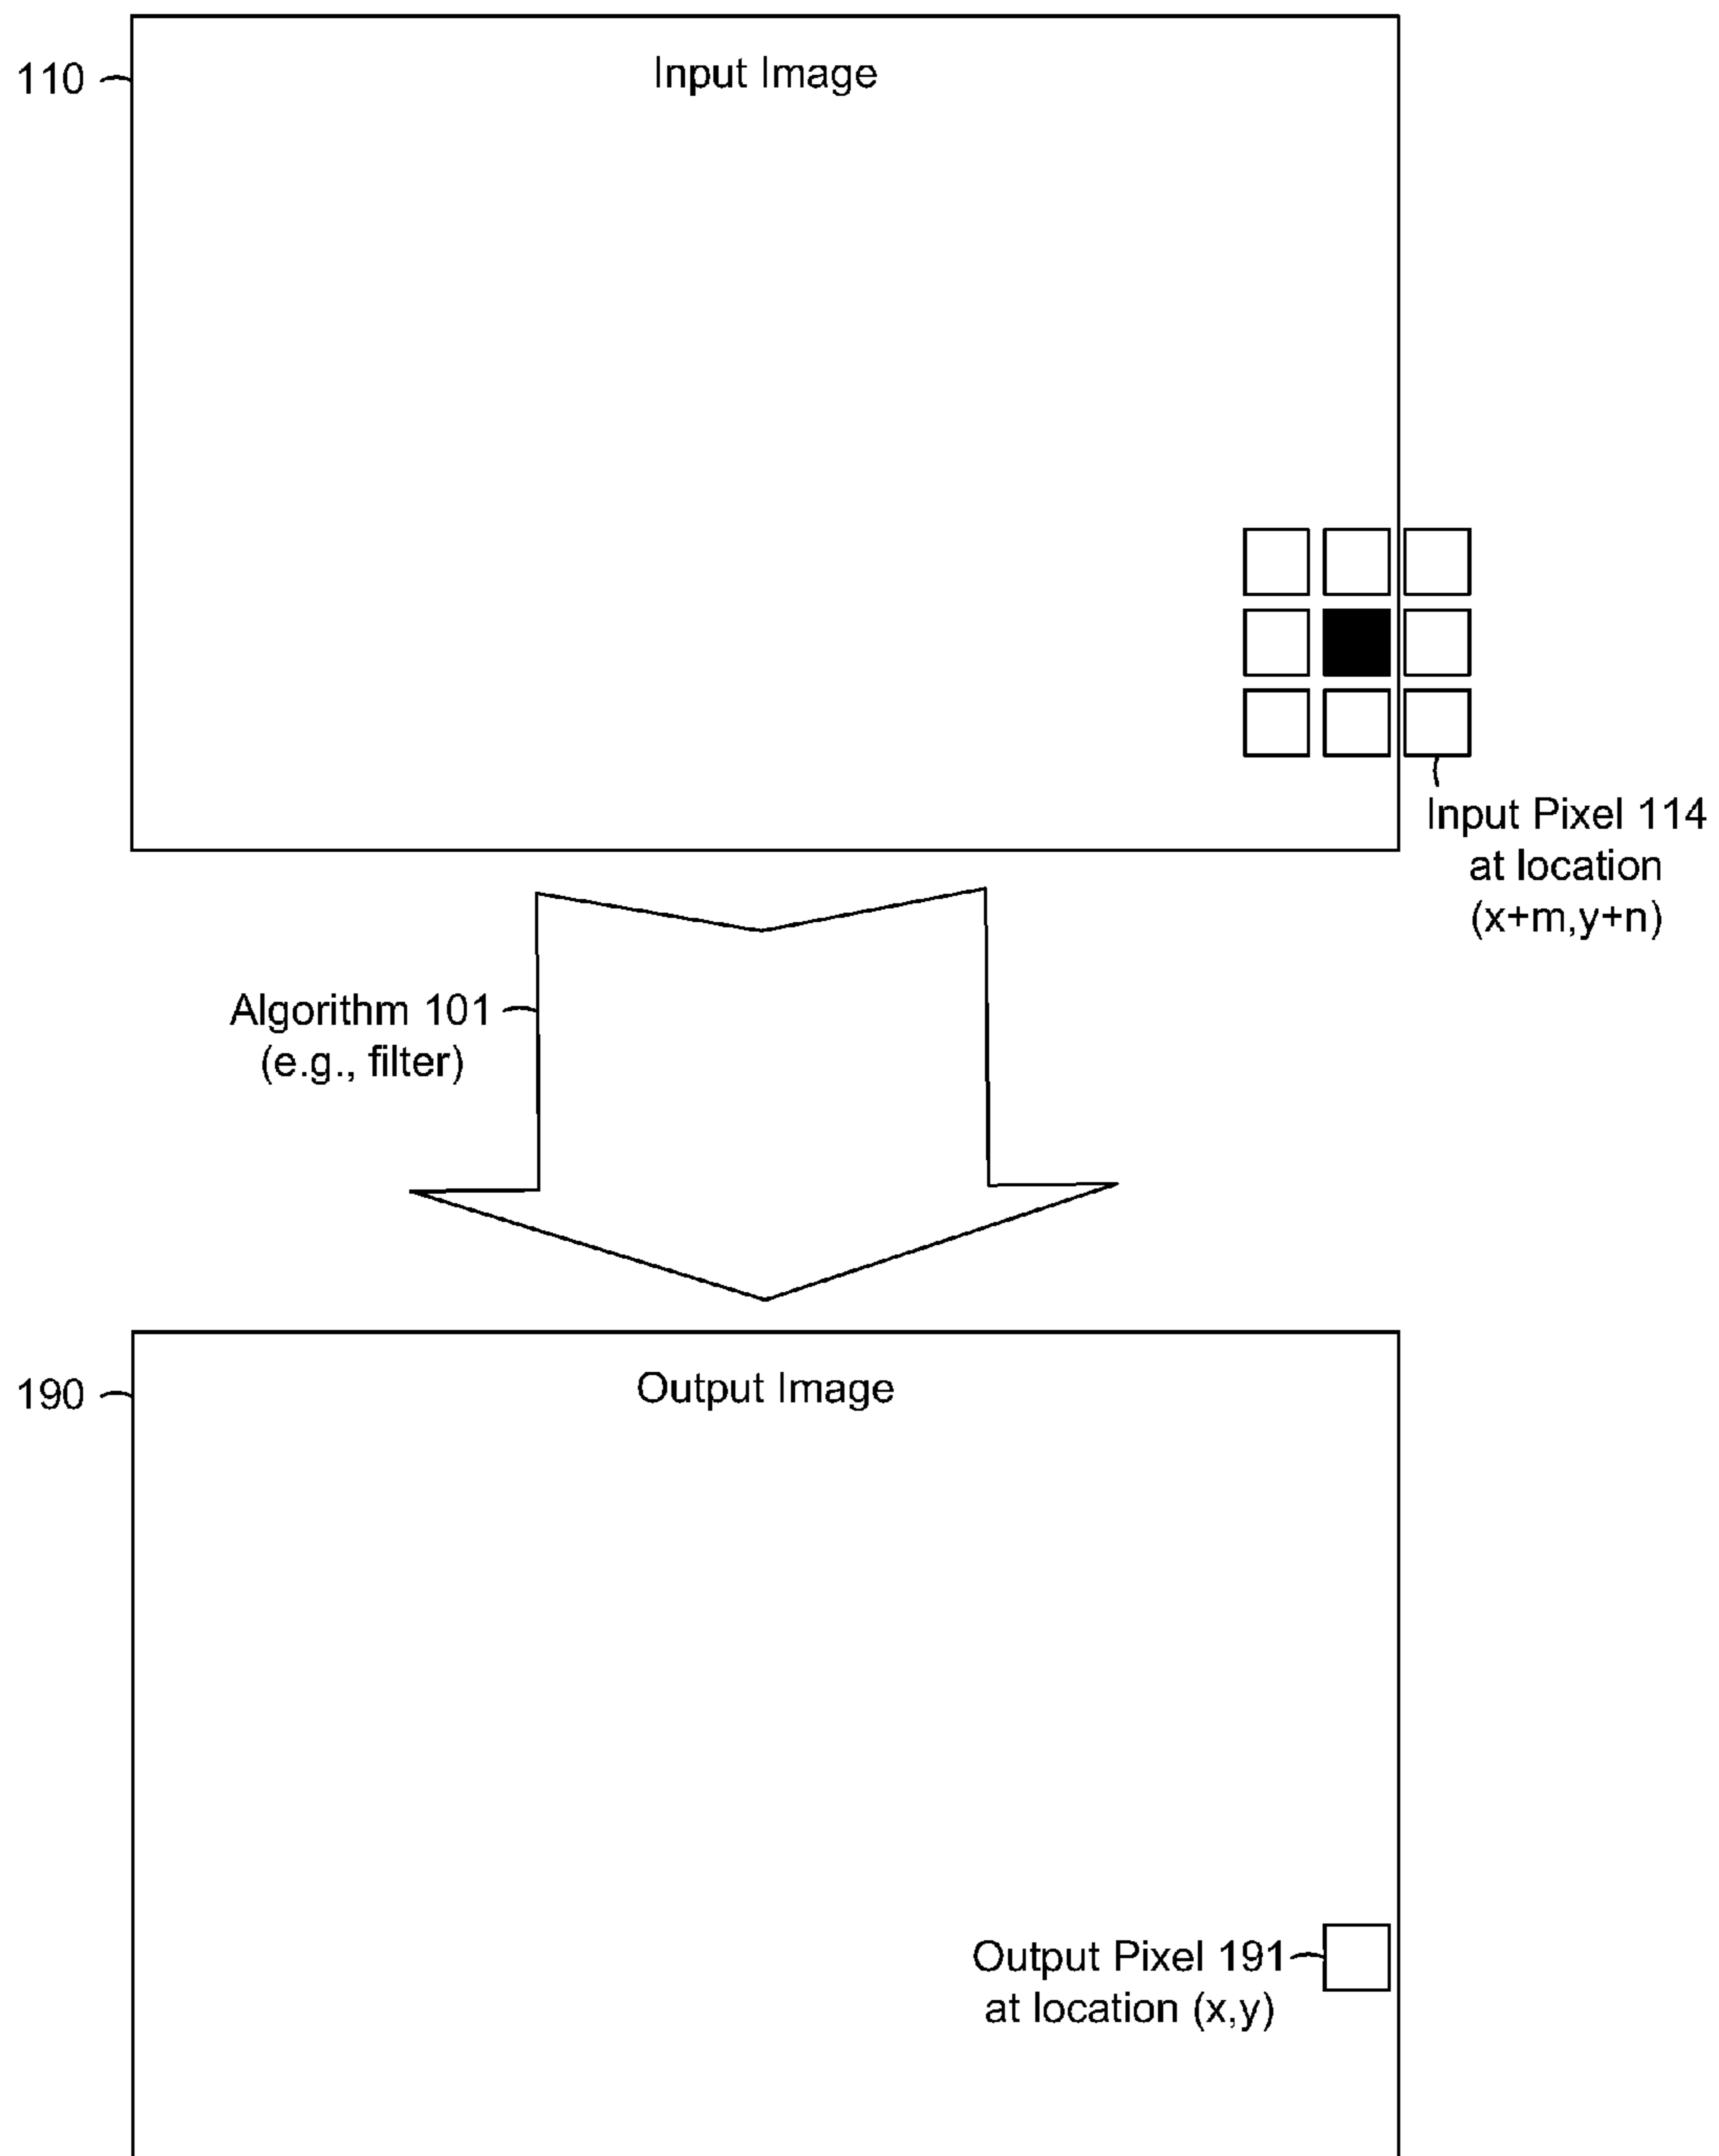 110
Input Image
Input Pixel 114
at location
(x+m,y+n)
Algorithm 101
(e.g., filter)
190
Output Image
Output Pixel 191
at location (x,y)